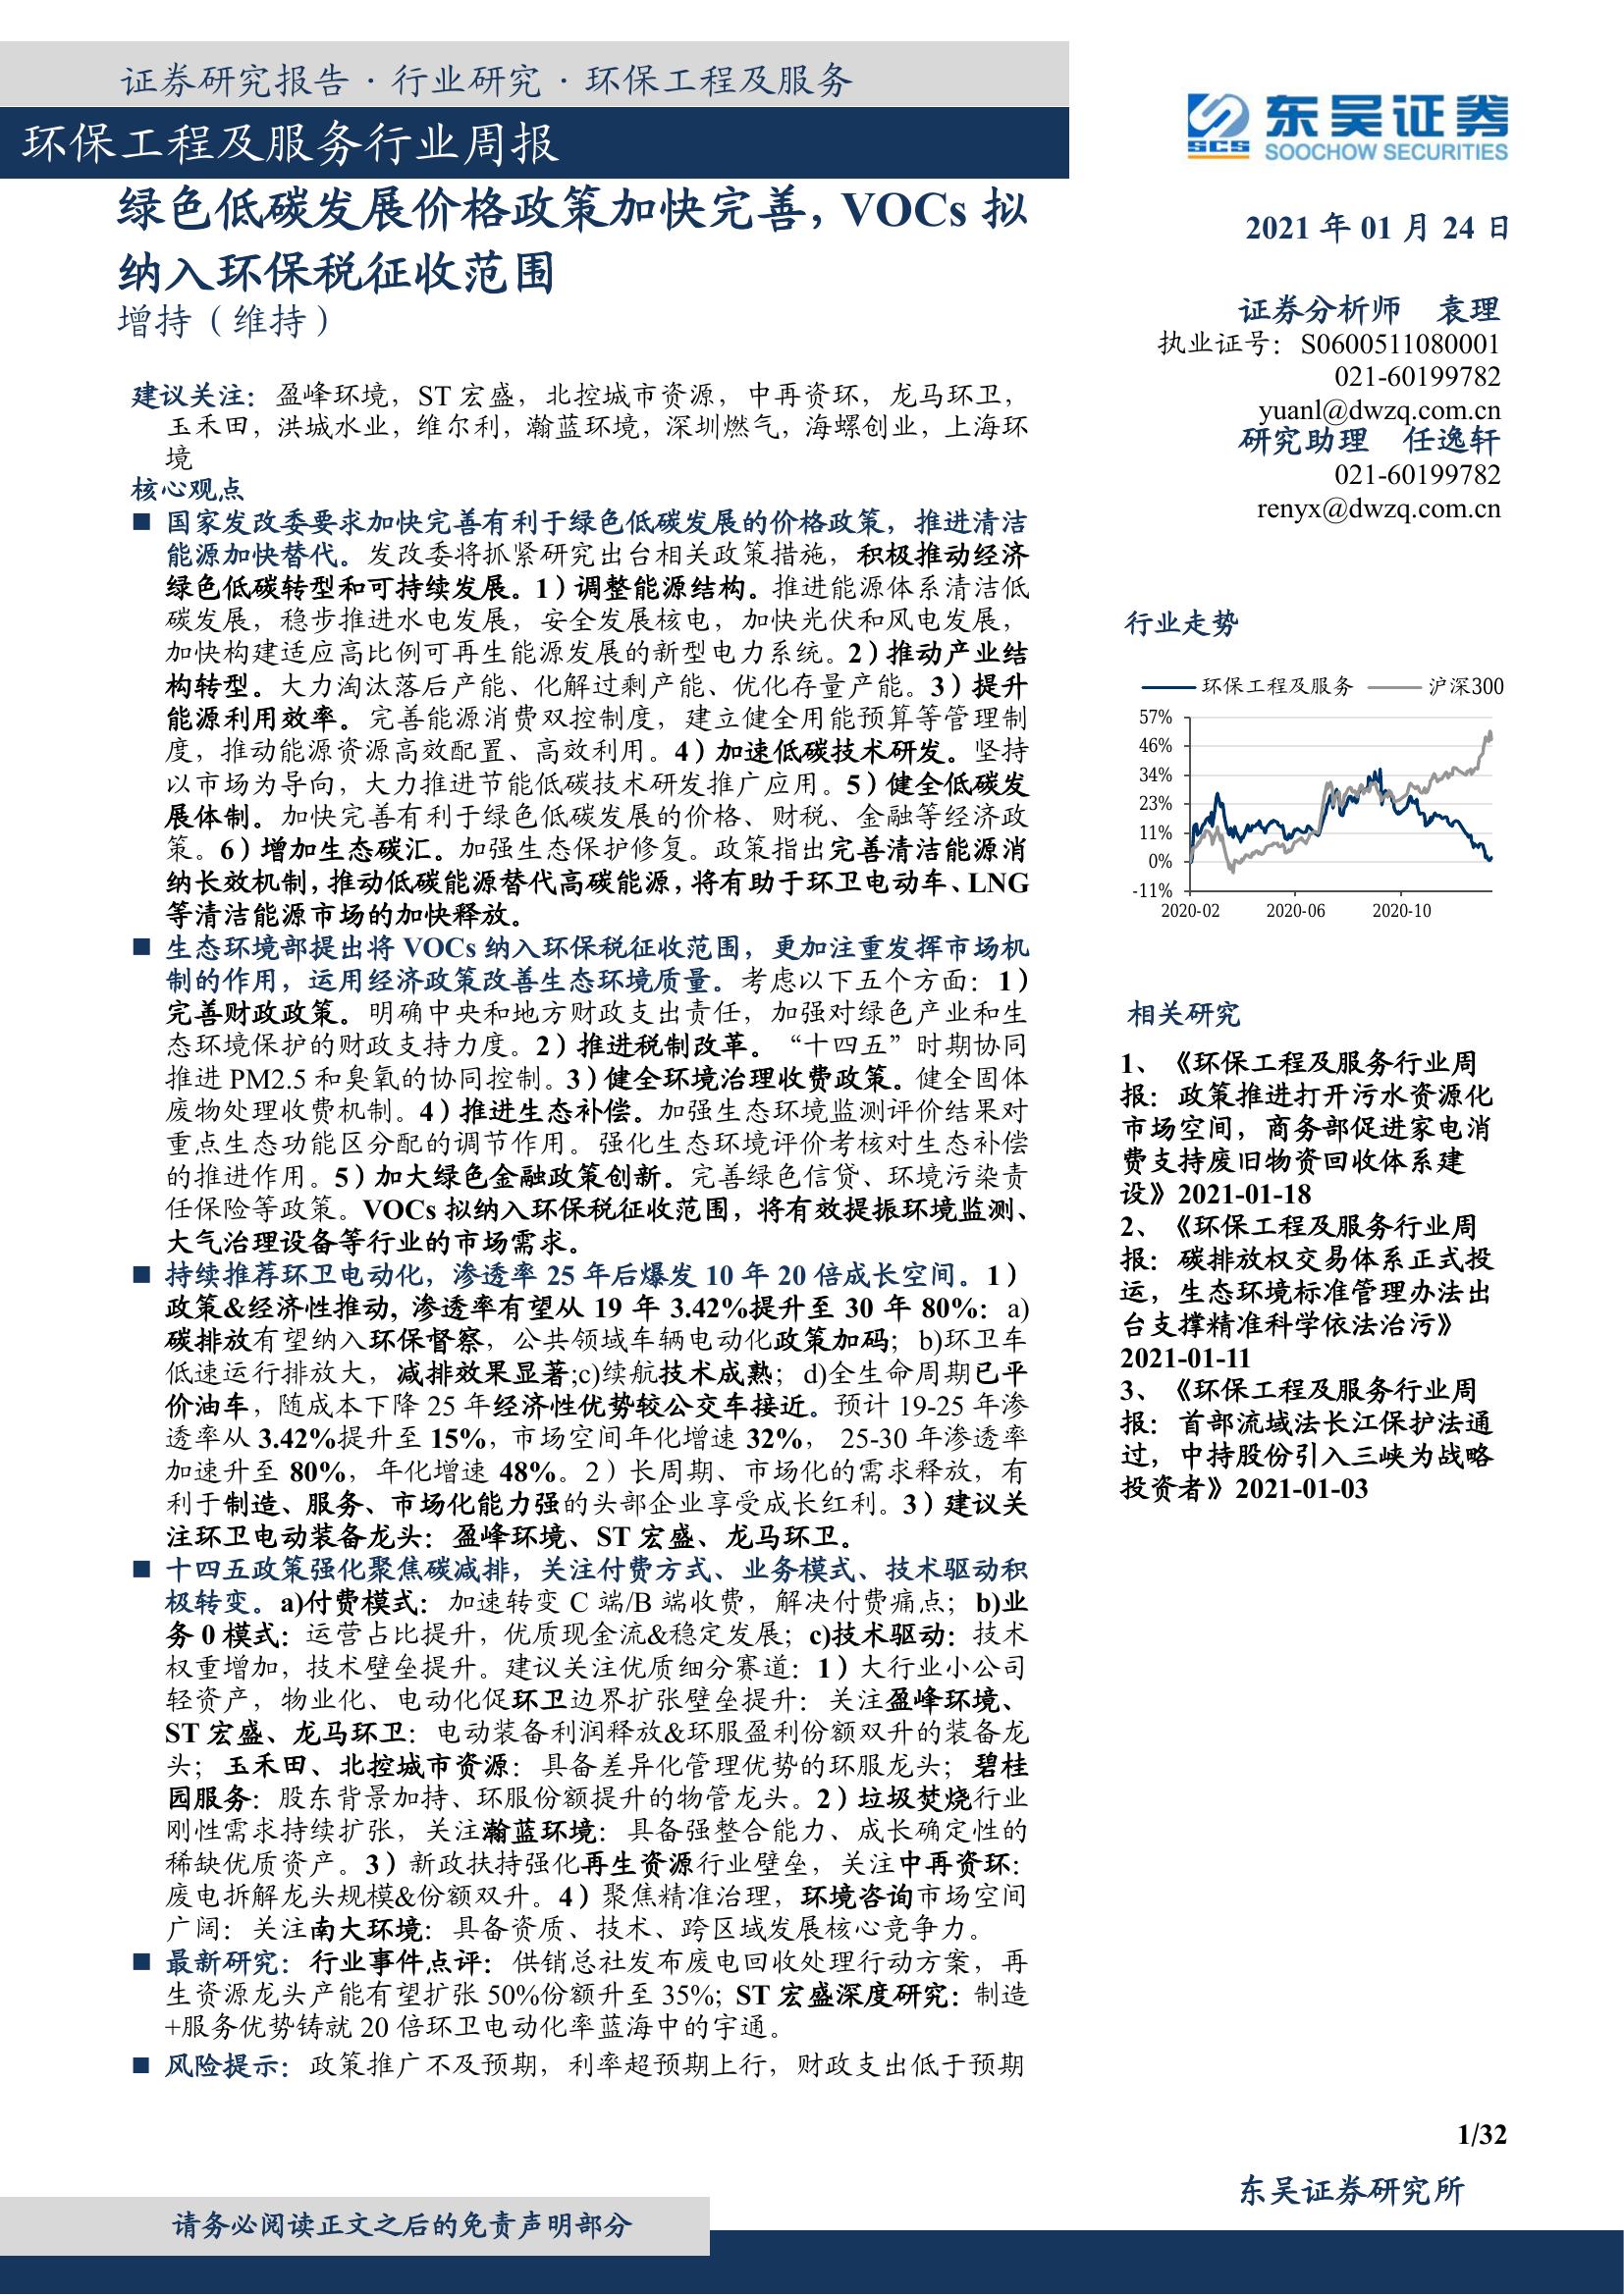 证券研究报告 · 行业研究 · 环保工程及服务
环保工程及服务行业周报
绿色低碳发展价格政策加快完善，VOCs 拟
纳入环保税征收范围
增持（维持）
建议关注：盈峰环境，ST 宏盛，北控城市资源，中再资环，龙马环卫，
玉禾田，洪城水业，维尔利，瀚蓝环境，深圳燃气，海螺创业，上海环
境
核心观点
■ 国家发改委要求加快完善有利于绿色低碳发展的价格政策，推进清洁
能源加快替代。发改委将抓紧研究出台相关政策措施，积极推动经济
绿色低碳转型和可持续发展。1）调整能源结构。推进能源体系清洁低
碳发展，稳步推进水电发展，安全发展核电，加快光伏和风电发展，
加快构建适应高比例可再生能源发展的新型电力系统。2）推动产业结
构转型。大力淘汰落后产能、化解过剩产能、优化存量产能。3）提升
能源利用效率。完善能源消费双控制度，建立健全用能预算等管理制
度，推动能源资源高效配置、高效利用。4）加速低碳技术研发。坚持
以市场为导向，大力推进节能低碳技术研发推广应用。5）健全低碳发
展体制。加快完善有利于绿色低碳发展的价格、财税、金融等经济政
策。6）增加生态碳汇。加强生态保护修复。政策指出完善清洁能源消
纳长效机制，推动低碳能源替代高碳能源，将有助于环卫电动车、LNG
等清洁能源市场的加快释放。
■ 生态环境部提出将 VOCs 纳入环保税征收范围，更加注重发挥市场机
制的作用，运用经济政策改善生态环境质量。考虑以下五个方面：1）
完善财政政策。明确中央和地方财政支出责任，加强对绿色产业和生
态环境保护的财政支持力度。2）推进税制改革。“十四五”时期协同
推进 PM2.5 和臭氧的协同控制。3）健全环境治理收费政策。健全固体
废物处理收费机制。4）推进生态补偿。加强生态环境监测评价结果对
重点生态功能区分配的调节作用。强化生态环境评价考核对生态补偿
的推进作用。5）加大绿色金融政策创新。完善绿色信贷、环境污染责
任保险等政策。VOCs 拟纳入环保税征收范围，将有效提振环境监测、
大气治理设备等行业的市场需求。
■ 持续推荐环卫电动化，渗透率 25 年后爆发 10 年 20 倍成长空间。1）
政策&经济性推动, 渗透率有望从 19 年 3.42%提升至 30 年 80%：a)
碳排放有望纳入环保督察，公共领域车辆电动化政策加码；b)环卫车
低速运行排放大，减排效果显著;c)续航技术成熟；d)全生命周期已平
价油车，随成本下降 25 年经济性优势较公交车接近。预计 19-25 年渗
透率从 3.42%提升至 15%，市场空间年化增速 32%， 25-30 年渗透率
加速升至 80%，年化增速 48%。2）长周期、市场化的需求释放，有
利于制造、服务、市场化能力强的头部企业享受成长红利。3）建议关
注环卫电动装备龙头：盈峰环境、ST 宏盛、龙马环卫。
■ 十四五政策强化聚焦碳减排，关注付费方式、业务模式、技术驱动积
极转变。a)付费模式：加速转变 C 端/B 端收费，解决付费痛点；b)业
务 0 模式：运营占比提升，优质现金流&稳定发展；c)技术驱动：技术
权重增加，技术壁垒提升。建议关注优质细分赛道：1）大行业小公司
轻资产，物业化、电动化促环卫边界扩张壁垒提升：关注盈峰环境、
ST 宏盛、龙马环卫：电动装备利润释放&环服盈利份额双升的装备龙
头；玉禾田、北控城市资源：具备差异化管理优势的环服龙头；碧桂
园服务：股东背景加持、环服份额提升的物管龙头。2）垃圾焚烧行业
刚性需求持续扩张，关注瀚蓝环境：具备强整合能力、成长确定性的
稀缺优质资产。3）新政扶持强化再生资源行业壁垒，关注中再资环：
废电拆解龙头规模&份额双升。4）聚焦精准治理，环境咨询市场空间
广阔：关注南大环境：具备资质、技术、跨区域发展核心竞争力。
■ 最新研究：行业事件点评：供销总社发布废电回收处理行动方案，再
生资源龙头产能有望扩张 50%份额升至 35%; ST 宏盛深度研究：制造
+服务优势铸就 20 倍环卫电动化率蓝海中的宇通。
■ 风险提示：政策推广不及预期，利率超预期上行，财政支出低于预期
SCS 东吴证券
SOOCHOW SECURITIES
2021 年 01 月 24 日
证券分析师 袁理
执业证号：S0600511080001
021-60199782
yuanl@dwzq.com.cn
研究助理 任逸轩
021-60199782
renyx@dwzq.com.cn
行业走势
环保工程及服务 沪深300
57%
46%
34%
23%
11%
0%
-11%
2020-02 2020-06 2020-10
相关研究
1、《环保工程及服务行业周
报：政策推进打开污水资源化
市场空间，商务部促进家电消
费支持废旧物资回收体系建
设》2021-01-18
2、《环保工程及服务行业周
报：碳排放权交易体系正式投
运，生态环境标准管理办法出
台支撑精准科学依法治污》
2021-01-11
3、《环保工程及服务行业周
报：首部流域法长江保护法通
过，中持股份引入三峡为战略
投资者》2021-01-03
1/32
东吴证券研究所
请务必阅读正文之后的免责声明部分